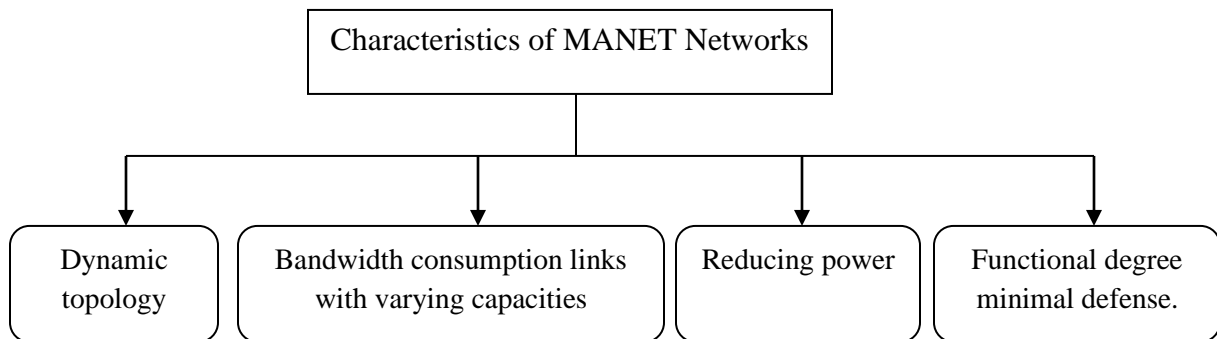 Characteristics of MANET Networks
Dynamic
topology
Bandwidth consumption links
with varying capacities
Reducing power
Functional degree
minimal defense.